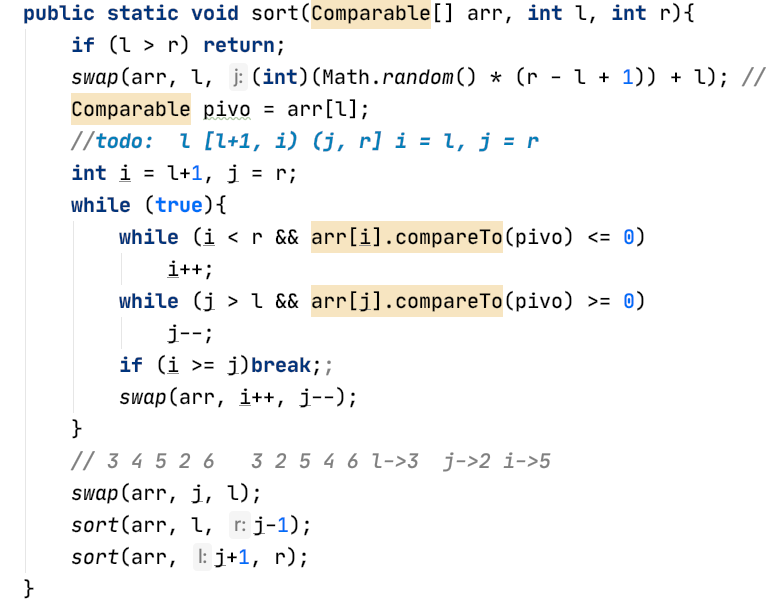 public static void sort(Comparable[] arr, int l, int r){
if (l > r) return;
swap(arr, l, j: (int)(Math.random() * (r - l + 1)) + l); //
Comparable pivo = arr[l];
//todo: l [l+1, i) (j, r] i = l, j = r
int i = l+1, j = r;
while (true){
while (i < r && arr[i].compareTo(pivo) <= 0)
i++;
while (j > l && arr[j].compareTo(pivo) >= 0)
j--;
if (i >= j)break;;
swap(arr, i++, j--);
}
// 3 4 5 2 6   3 2 5 4 6 l->3  j->2 i->5
swap(arr, j, l);
sort(arr, l, r: j-1);
sort(arr, l: j+1, r);
}